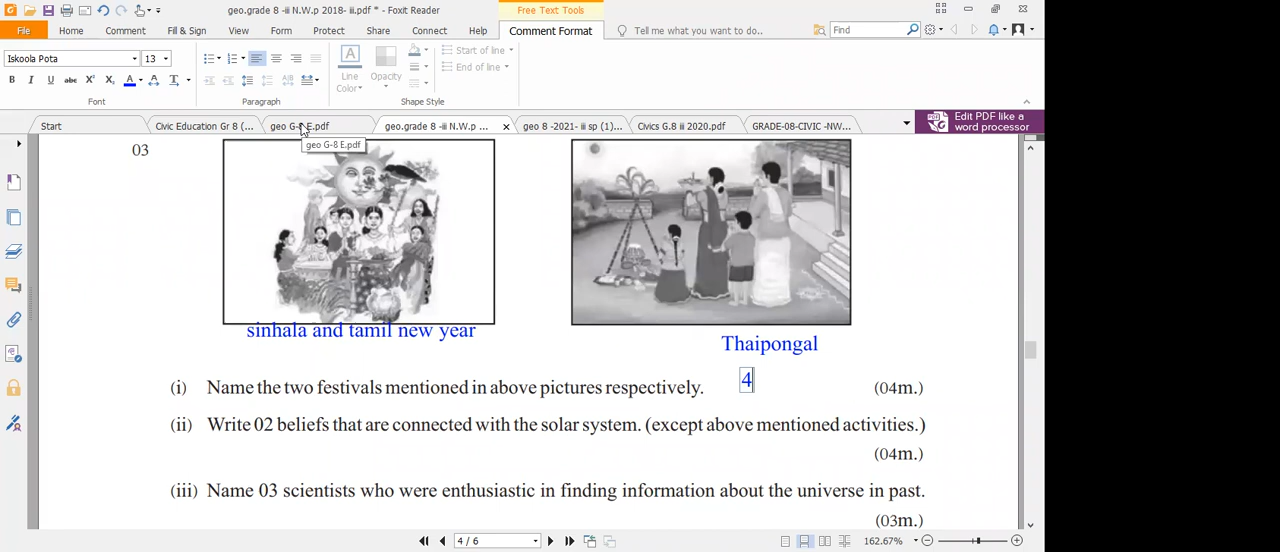 geo.grade 8 -iii N.W.p 2018- iii.pdf * - Foxit Reader
Free Text Tools
File
Home
Comment
Fill & Sign
View
Form
Protect
Share
Connect
Help
Comment Format
Tell me what you want to do..
Find
Iskoola Pota
13
Line
Color
Opacity
Start of line
End of line
B I U abc X² X₂ A A T
Font
Paragraph
Shape Style
Start
Civic Education Gr 8 (...
geo G-8 E.pdf
geo.grade 8 -iii N.W.p ...
geo 8 -2021- ii sp (1)...
Civics G.8 ii 2020.pdf
GRADE-08-CIVIC -NW...
Edit PDF like a
word processor
geo G-8 E.pdf
03
sinhala and tamil new year
Thaipongal
4
(i) Name the two festivals mentioned in above pictures respectively. (04m.)
(ii) Write 02 beliefs that are connected with the solar system. (except above mentioned activities.)
(04m.)
(iii) Name 03 scientists who were enthusiastic in finding information about the universe in past.
(03m.)
4 / 6
162.67%